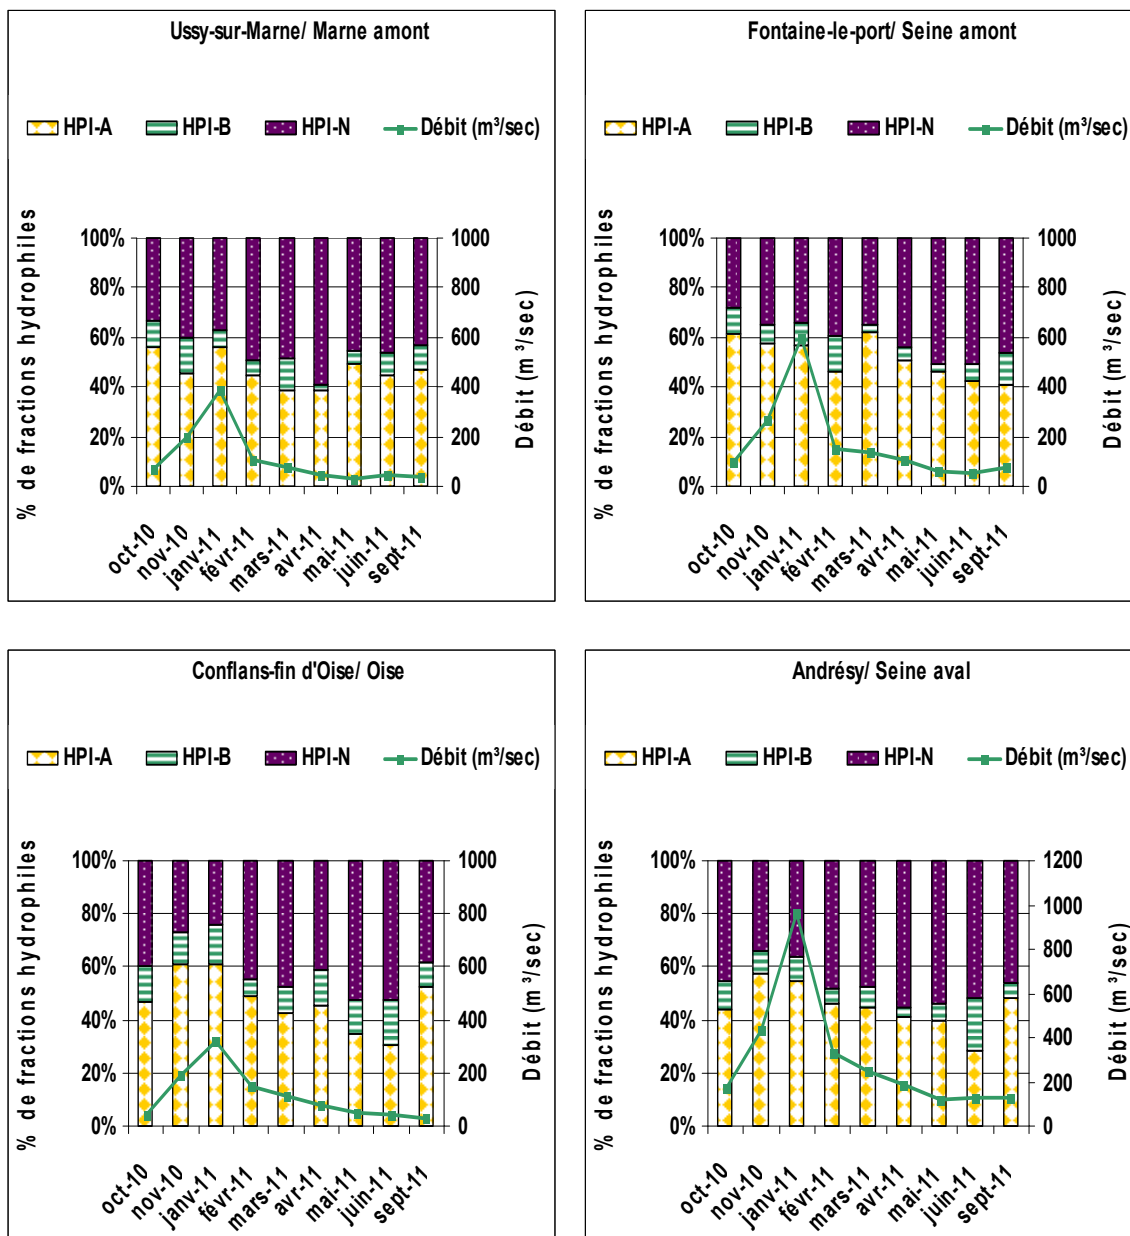 Ussy-sur-Marne/ Marne amont
HPI-A HPI-B HPI-N Débit (m³/sec)
% de fractions hydrophiles
100%
80%
60%
40%
20%
0%
1000
800
600
400
200
0
Débit (m³/sec)
oct-10 nov-10 janv-11 févr-11 mars-11 avr-11 mai-11 juin-11 sept-11
Fontaine-le-port/ Seine amont
HPI-A HPI-B HPI-N Débit (m³/sec)
% de fractions hydrophiles
100%
80%
60%
40%
20%
0%
1000
800
600
400
200
0
Débit (m³/sec)
oct-10 nov-10 janv-11 févr-11 mars-11 avr-11 mai-11 juin-11 sept-11
Conflans-fin d'Oise/ Oise
HPI-A HPI-B HPI-N Débit (m³/sec)
% de fractions hydrophiles
100%
80%
60%
40%
20%
0%
1000
800
600
400
200
0
Débit (m³/sec)
oct-10 nov-10 janv-11 févr-11 mars-11 avr-11 mai-11 juin-11 sept-11
Andrésy/ Seine aval
HPI-A HPI-B HPI-N Débit (m³/sec)
% de fractions hydrophiles
100%
80%
60%
40%
20%
0%
1200
1000
800
600
400
200
0
Débit (m³/sec)
oct-10 nov-10 janv-11 févr-11 mars-11 avr-11 mai-11 juin-11 sept-11